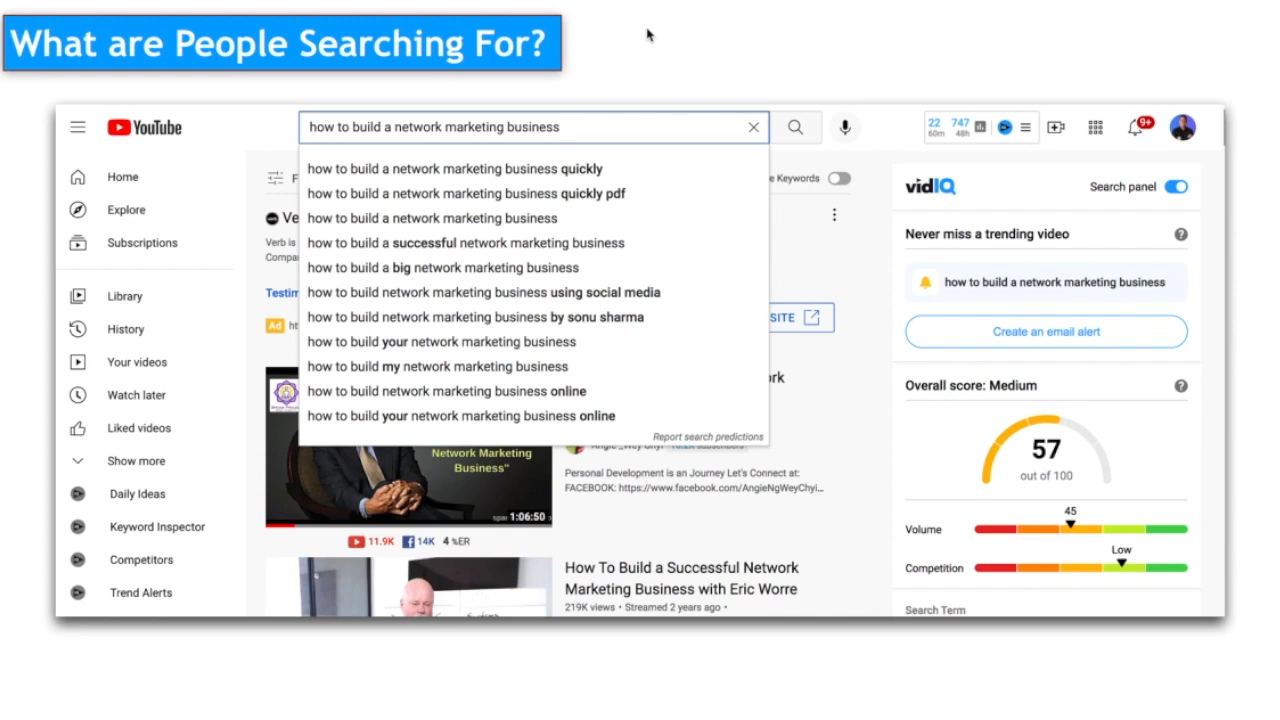 What are People Searching For?
YouTube
how to build a network marketing business
22 747
60m 48h
9+
Home
Explore
Subscriptions
Library
History
Your videos
Watch later
Liked videos
Show more
Daily Ideas
Keyword Inspector
Competitors
Trend Alerts
F
e Keywords
Ve
Verb is
Compa
Testim
Ad
SITE
how to build a network marketing business quickly
how to build a network marketing business quickly pdf
how to build a network marketing business
how to build a successful network marketing business
how to build a big network marketing business
how to build network marketing business using social media
how to build network marketing business by sonu sharma
how to build your network marketing business
how to build my network marketing business
how to build network marketing business online
how to build your network marketing business online
Report search predictions
rk
Network Marketing
Business"
1:06:50
11.9K 14K 4 %ER
Personal Development is an Journey Let's Connect at:
FACEBOOK: https://www.facebook.com/AngieNgWeyChyi...
How To Build a Successful Network
Marketing Business with Eric Worre
219K views • Streamed 2 years ago •
vidIQ
Search panel
Never miss a trending video
how to build a network marketing business
Create an email alert
Overall score: Medium
57
out of 100
45
Volume
Low
Competition
Search Term